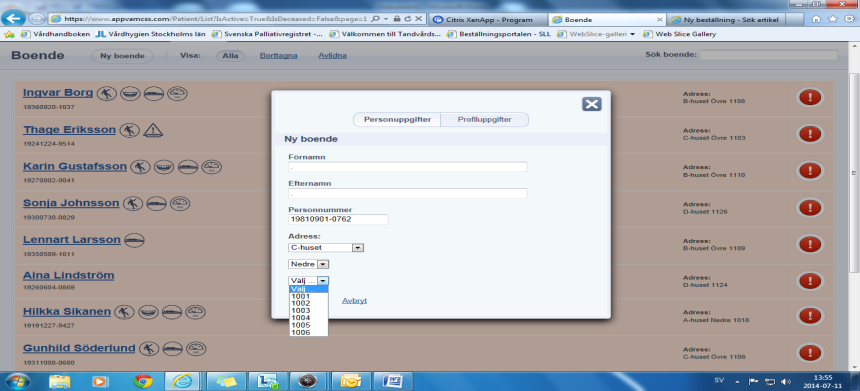 https://www.appvamcss.com/Patient/List?IsActive=True&IsDeceased=False&page=1
Citrix XenApp - Program
Boende
Ny beställning - Sök artikel
Vårdhandboken
Vårdhygien Stockholms län
Svenska Palliativregistret -...
Välkommen till Tandvårds...
Beställningsportalen - SLL
WebSlice-galleri
Web Slice Gallery
Boende
Ny boende
Visa:
Alla
Borttagna
Avlidna
Sök boende:
Ingvar Borg
19360920-1037
Adress:
B-huset Övre 1108
Thage Eriksson
19241224-9514
Adress:
C-huset Övre 1103
Karin Gustafsson
19270802-0041
Adress:
B-huset Övre 1110
Sonja Johnsson
19300730-0829
Adress:
D-huset 1126
Lennart Larsson
19350509-1011
Adress:
B-huset Övre 1109
Aina Lindström
19260604-0869
Adress:
D-huset 1124
Hilkka Sikanen
19191227-9427
Adress:
A-huset Nedre 1016
Gunhild Söderlund
19311008-0680
Adress:
C-huset Övre 1106
Personuppgifter
Profiluppgifter
Ny boende
Förnamn
.
Efternamn
.
Personnummer
19810901-0762
Adress:
C-huset
Nedre
Välj ...
Välj ...
1001
1002
1003
1004
1005
1006
Avbryt
SV
13:55
2014-07-11